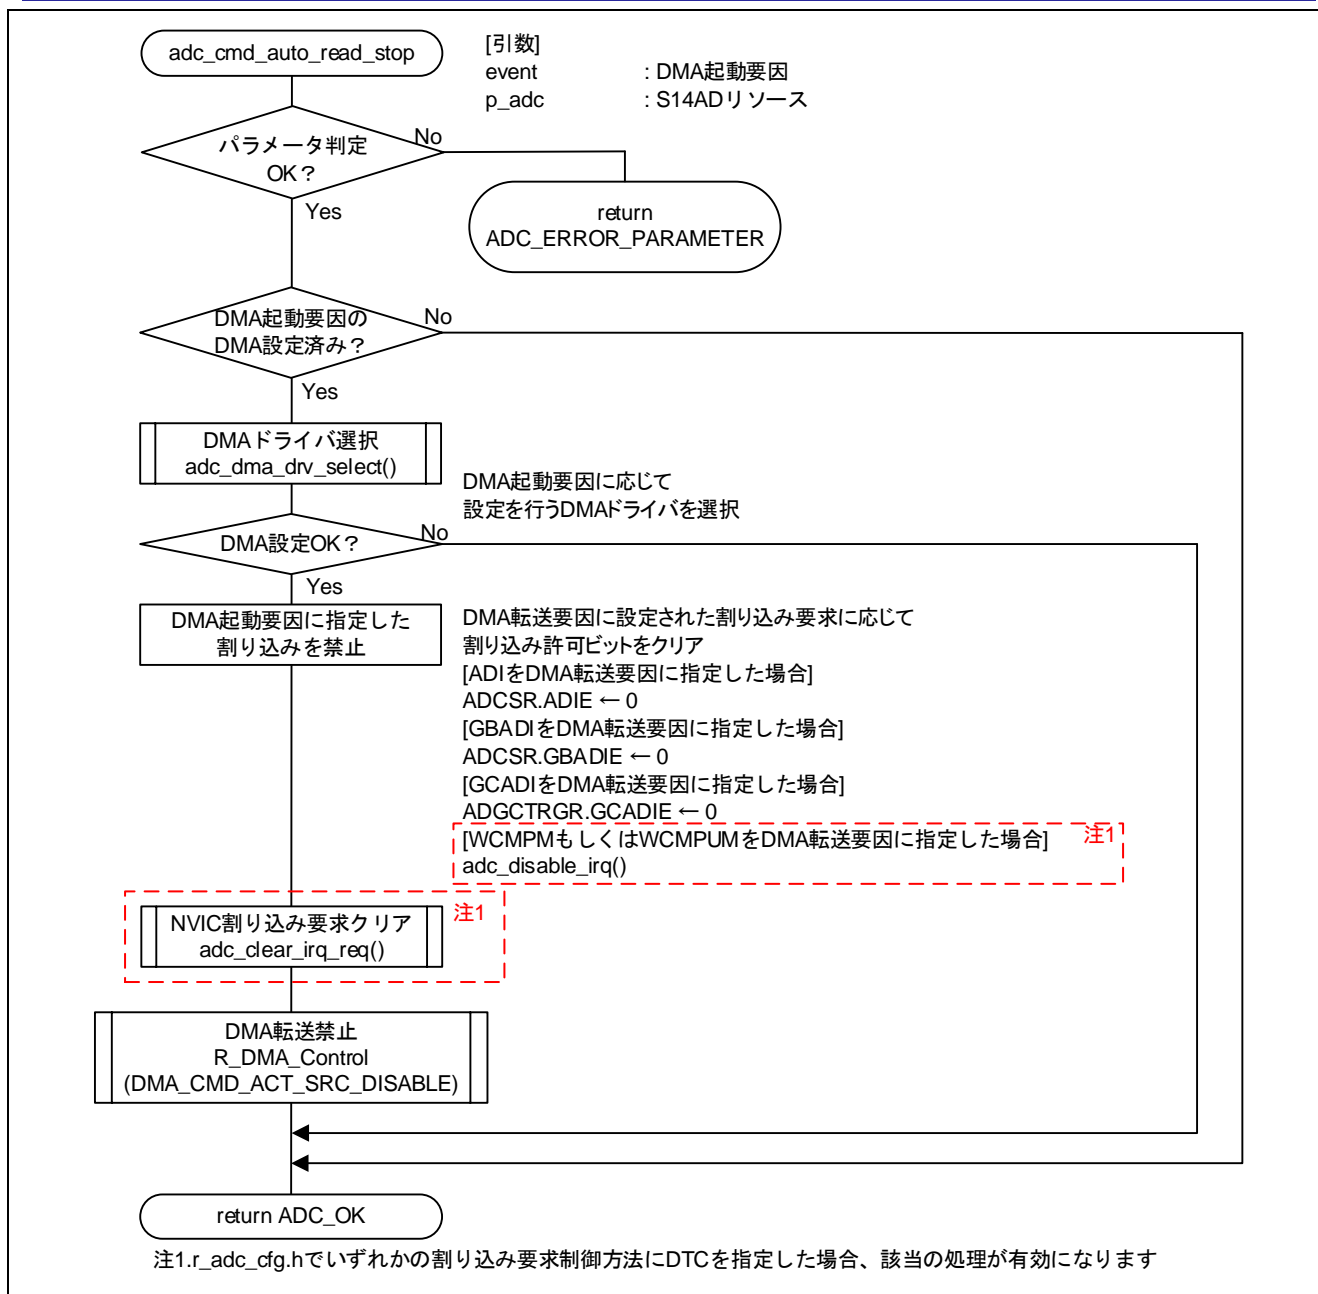 adc_cmd_auto_read_stop
[引数]
event : DMA起動要因
p_adc : S14ADリソース
パラメータ判定
OK？
No
Yes
return
ADC_ERROR_PARAMETER
DMA起動要因の
DMA設定済み？
No
Yes
DMAドライバ選択
adc_dma_drv_select()
DMA起動要因に応じて
設定を行うDMAドライバを選択
DMA設定OK？
No
Yes
DMA起動要因に指定した
割り込みを禁止
DMA転送要因に設定された割り込み要求に応じて
割り込み許可ビットをクリア
[ADIをDMA転送要因に指定した場合]
ADCSR.ADIE ← 0
[GBADIをDMA転送要因に指定した場合]
ADCSR.GBADIE ← 0
[GCADIをDMA転送要因に指定した場合]
ADGCTRGR.GCADIE ← 0
[WCMPMもしくはWCMPUMをDMA転送要因に指定した場合] 注1
adc_disable_irq()
NVIC割り込み要求クリア
adc_clear_irq_req()
注1
DMA転送禁止
R_DMA_Control
(DMA_CMD_ACT_SRC_DISABLE)
return ADC_OK
注1.r_adc_cfg.hでいずれかの割り込み要求制御方法にDTCを指定した場合、該当の処理が有効になります